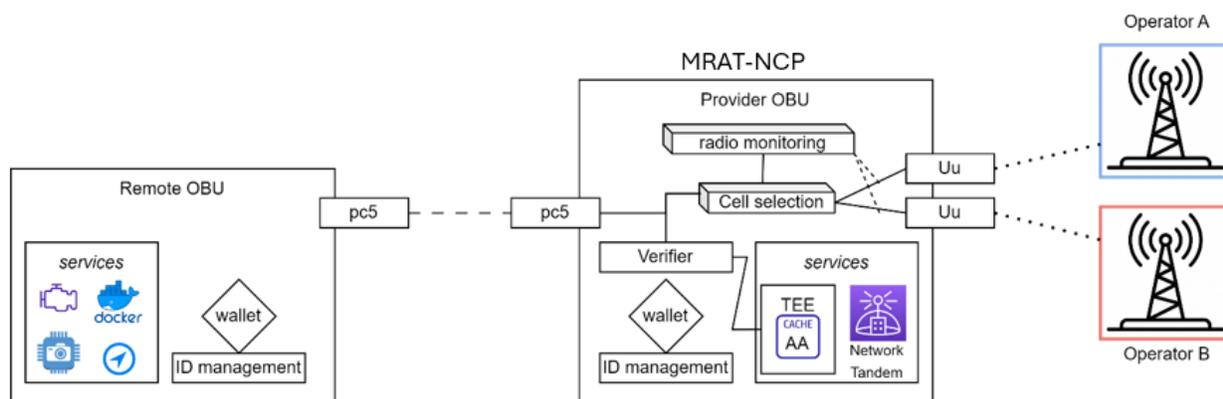 Operator A
MRAT-NCP
Provider OBU
radio monitoring
Remote OBU
Uu
pc5
pc5
Cell selection
Uu
services
docker
wallet
ID management
Verifier
wallet
ID management
services
TEE
CACHE
AA
Network
Tandem
Operator B